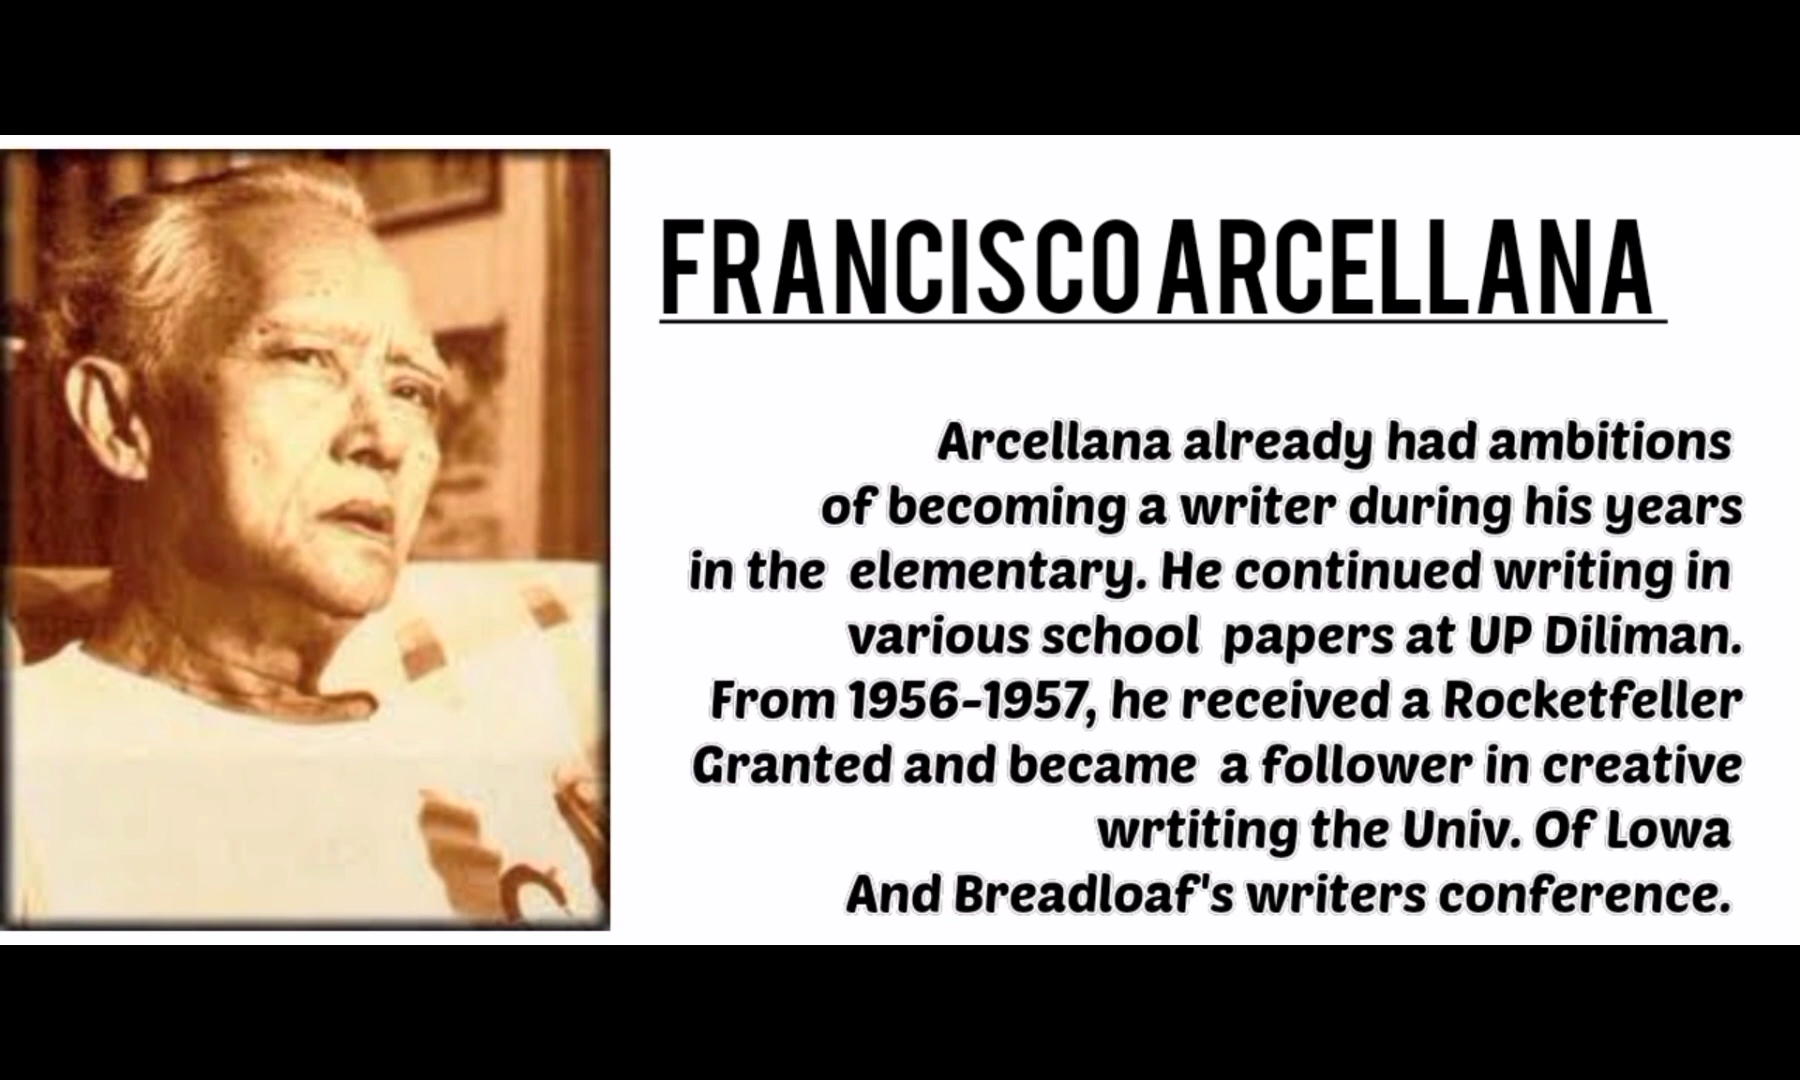 FRANCISCO ARCELLANA
Arcellana already had ambitions
of becoming a writer during his years
in the elementary. He continued writing in
various school papers at UP Diliman.
From 1956-1957, he received a Rocketfeller
Granted and became a follower in creative
wrtiting the Univ. Of Lowa
And Breadloaf's writers conference.